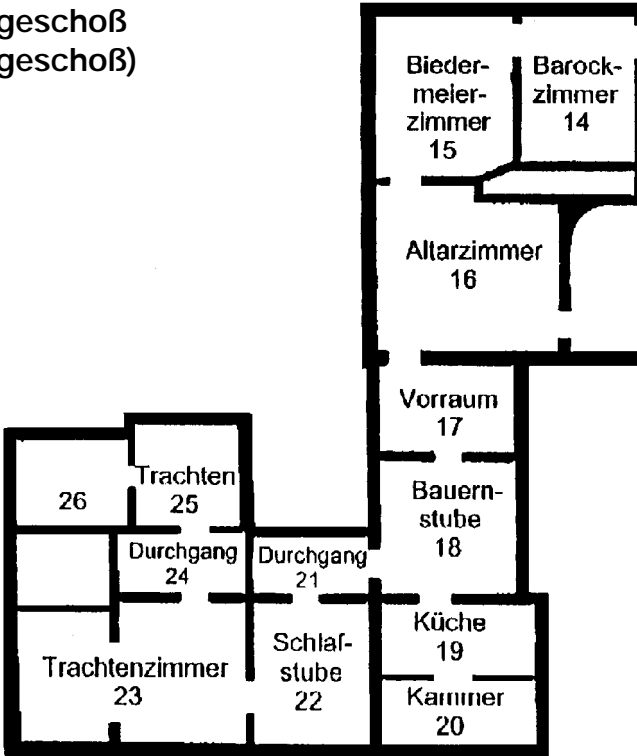 geschoß
geschoß)
Bieder-
meier-
zimmer
15
Barock-
zimmer
14
Altarzimmer
16
Vorraum
17
Bauern-
stube
18
Trachten
25
26
Durchgang
24
Durchgang
21
Küche
19
Kammer
20
Schlaf-
stube
22
Trachtenzimmer
23